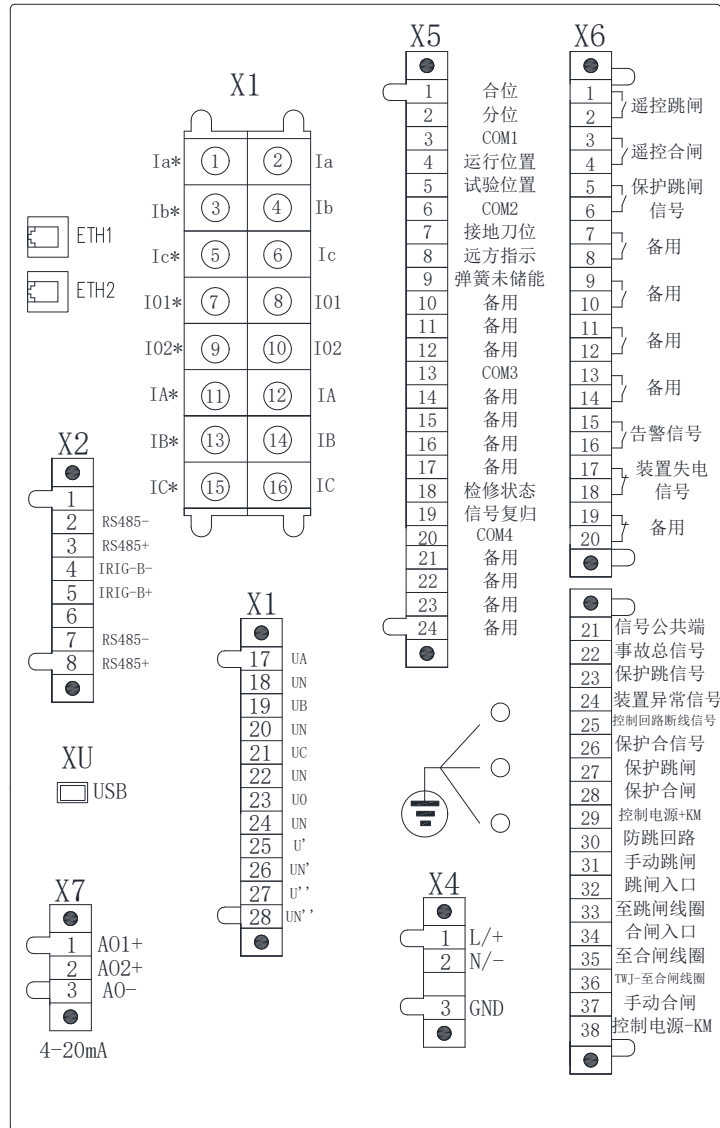 X1
Ia* 1 2 Ia
Ib* 3 4 Ib
Ic* 5 6 Ic
I01* 7 8 I01
I02* 9 10 I02
IA* 11 12 IA
IB* 13 14 IB
IC* 15 16 IC
ETH1
ETH2
X2
1
2 RS485-
3 RS485+
4 IRIG-B-
5 IRIG-B+
6
7 RS485-
8 RS485+
XU
USB
X7
1 AO1+
2 AO2+
3 AO-
4-20mA
X1
17 UA
18 UN
19 UB
20 UN
21 UC
22 UN
23 U0
24 UN
25 U'
26 UN'
27 U''
28 UN''
X5
1 合位
2 分位
3 COM1
4 运行位置
5 试验位置
6 COM2
7 接地刀位
8 远方指示
9 弹簧未储能
10 备用
11 备用
12 备用
13 COM3
14 备用
15 备用
16 备用
17 备用
18 检修状态
19 信号复归
20 COM4
21 备用
22 备用
23 备用
24 备用
X4
1 L/+
2 N/-
3 GND
X6
1
2
遥控跳闸
3
4
遥控合闸
5
6
保护跳闸
信号
7
8
备用
9
10
备用
11
12
备用
13
14
备用
15
16
告警信号
17
18
装置失电
信号
19
20
备用
21 信号公共端
22 事故总信号
23 保护跳信号
24 装置异常信号
25 控制回路断线信号
26 保护合信号
27 保护跳闸
28 保护合闸
29 控制电源+KM
30 防跳回路
31 手动跳闸
32 跳闸入口
33 至跳闸线圈
34 合闸入口
35 至合闸线圈
36 TWJ-至合闸线圈
37 手动合闸
38 控制电源-KM